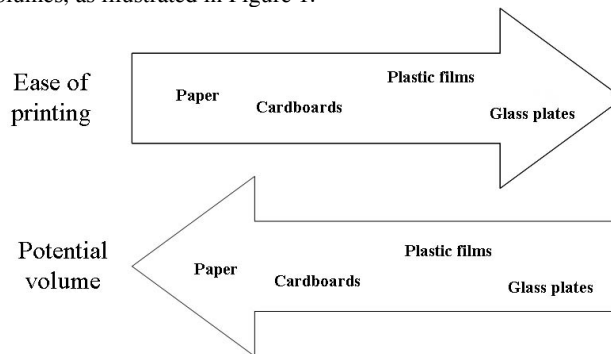 olumes, as illustrated in Figure 1.
Ease of
printing
Plastic films
Paper
Cardboards
Glass plates
Potential
volume
Plastic films
Paper
Cardboards
Glass plates